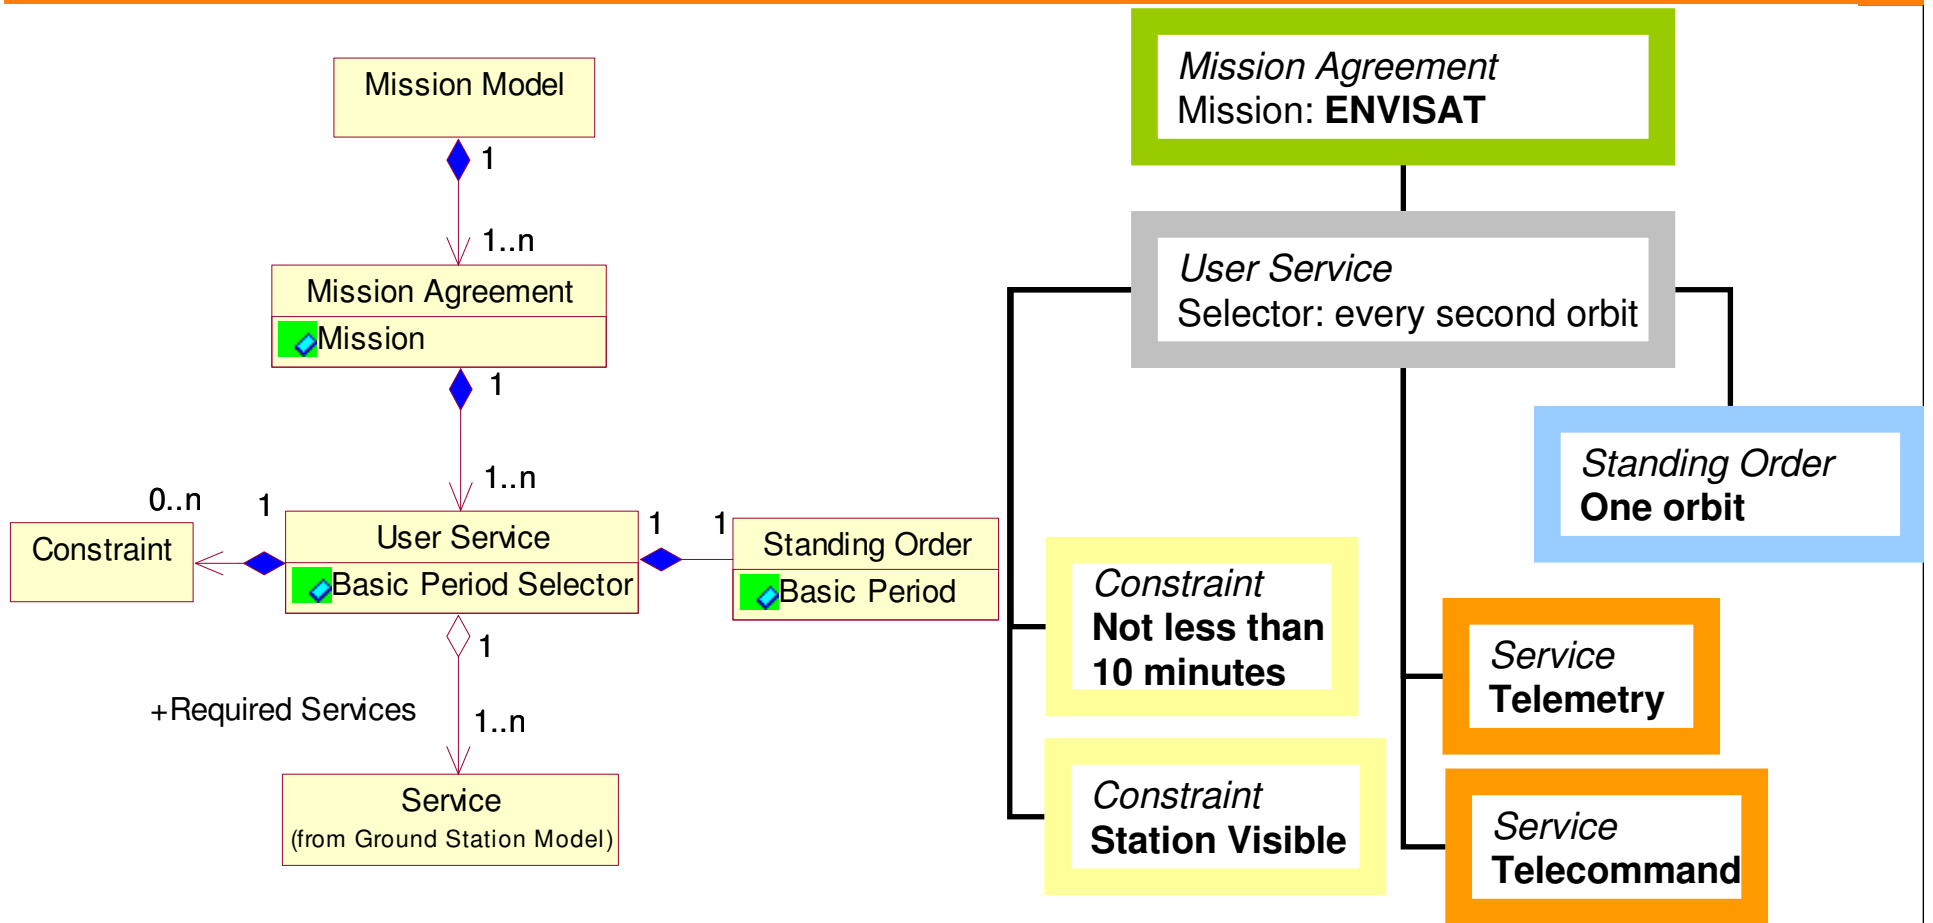 Mission Model
1
1..n
Mission Agreement
Mission
1
1..n
0..n
1
Constraint
User Service
Basic Period Selector
1
1
Standing Order
Basic Period
1
+Required Services
1..n
Service
(from Ground Station Model)
Mission Agreement
Mission: ENVISAT
User Service
Selector: every second orbit
Standing Order
One orbit
Constraint
Not less than
10 minutes
Constraint
Station Visible
Service
Telemetry
Service
Telecommand